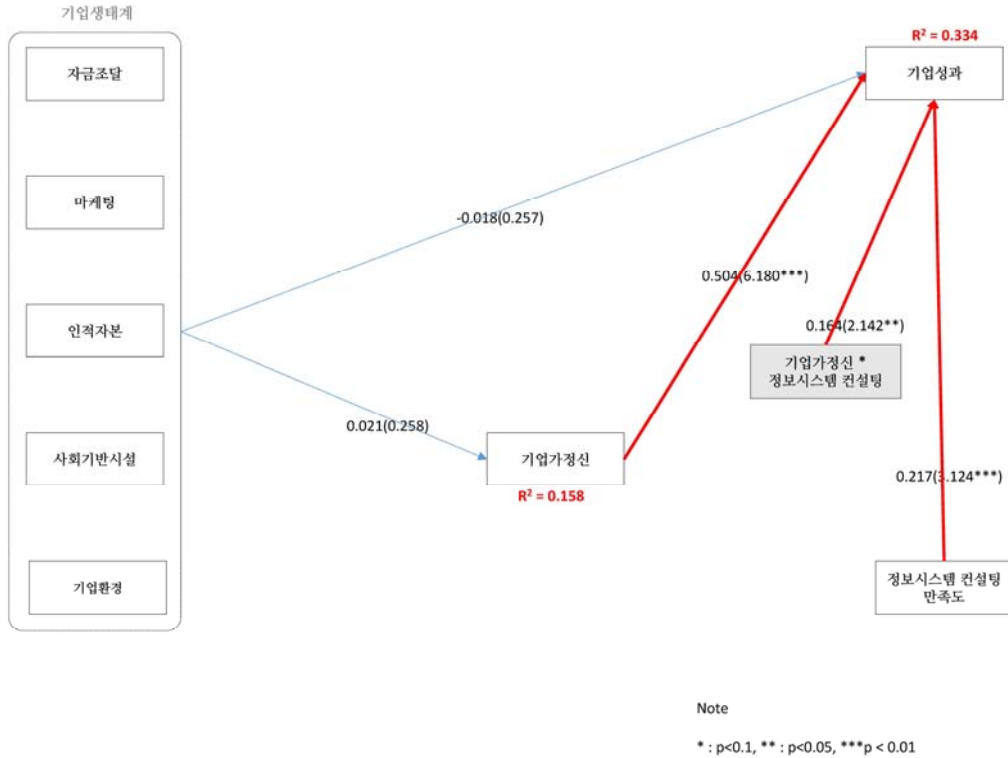 기업생태계
자금조달
마케팅
인적자본
사회기반시설
기업환경
R² = 0.334
기업성과
-0.018(0.257)
0.504(6.180***)
0.164(2.142**)
기업가정신 *
정보시스템 컨설팅
0.021(0.258)
기업가정신
R² = 0.158
0.217(3.124***)
정보시스템 컨설팅
만족도
Note
* : p<0.1, ** : p<0.05, ***p < 0.01